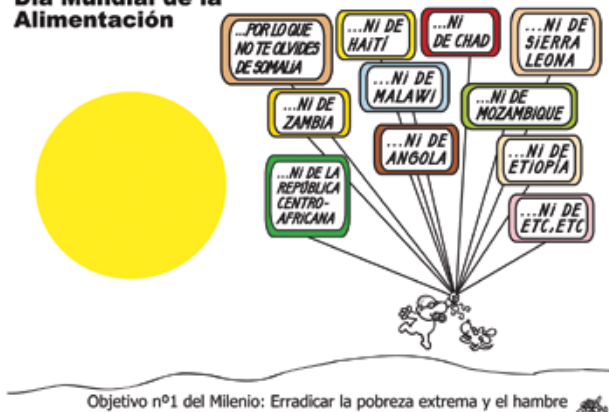 Día Mundial de la
Alimentación
...POR LO QUE
NO TE OLVIDES
DE SOMALIA
...Ni DE
HAITÍ
...Ni
DE CHAD
...Ni DE
SiERRA
LEONA
...Ni DE
ZAMBIA
...Ni DE
MALAWi
...Ni DE
MOZAMBiQUE
...Ni DE
ANGOLA
...Ni DE
ETIOPÍA
...Ni DE LA
REPÚBLICA
CENTRO-
AFRICANA
...Ni DE
ETC, ETC
Objetivo nº1 del Milenio: Erradicar la pobreza extrema y el hambre